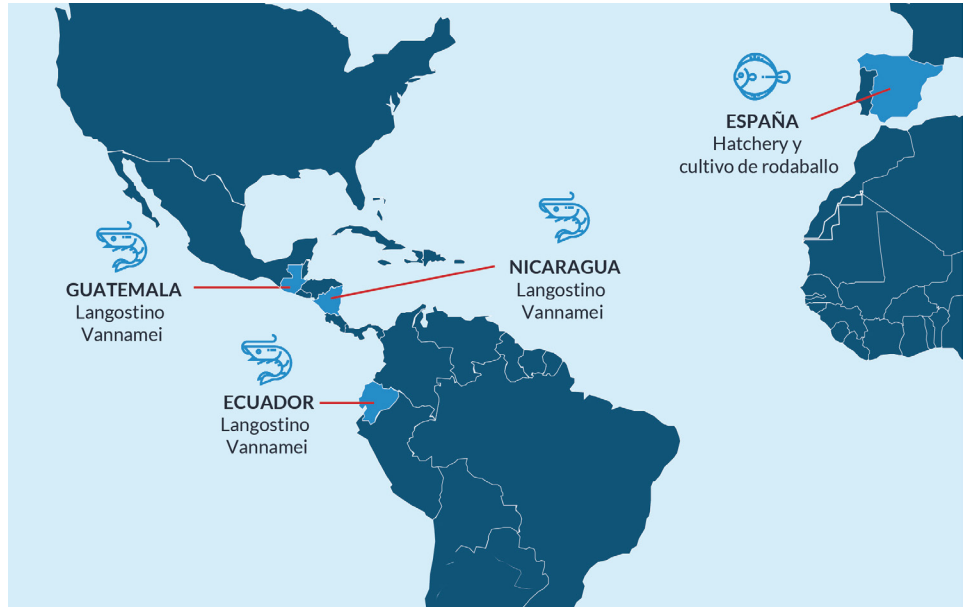 ESPAÑA
Hatchery y
cultivo de rodaballo
NICARAGUA
Langostino
Vannamei
GUATEMALA
Langostino
Vannamei
ECUADOR
Langostino
Vannamei